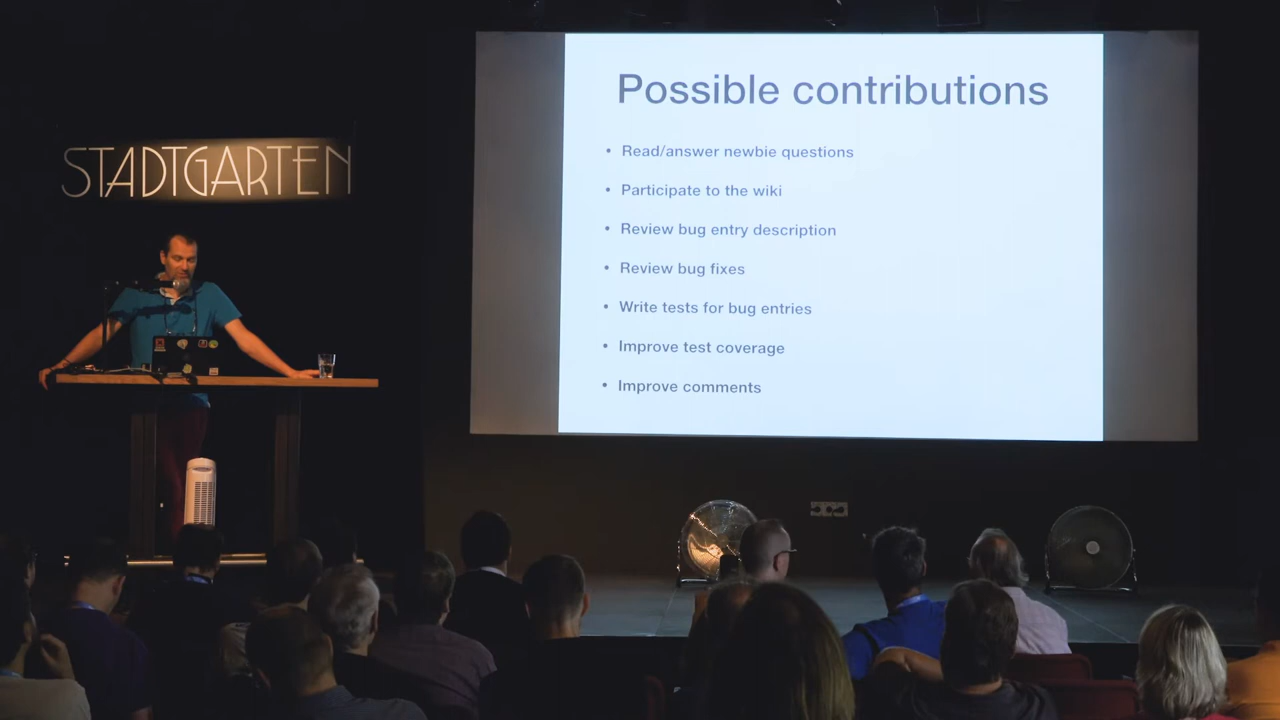 STADTGARTEN
Possible contributions
• Read/answer newbie questions
• Participate to the wiki
• Review bug entry description
• Review bug fixes
• Write tests for bug entries
• Improve test coverage
• Improve comments